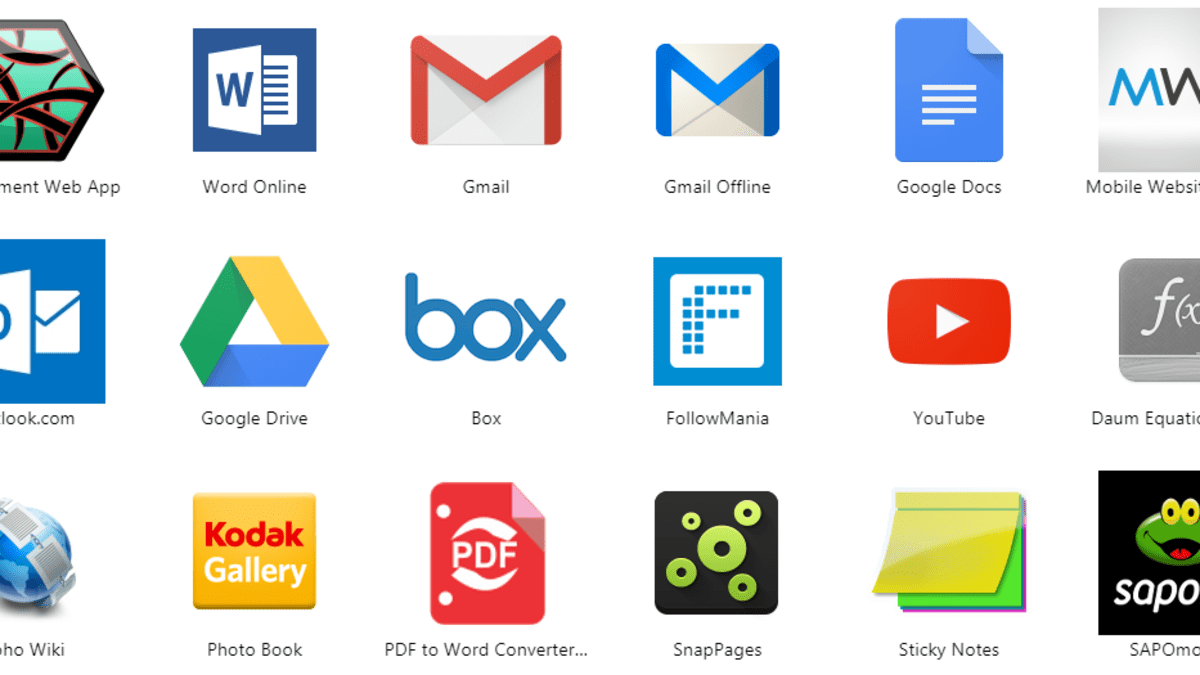 W
MW
ment Web App
Word Online
Gmail
Gmail Offline
Google Docs
Mobile Websit
box
F
f(x
look.com
Google Drive
Box
FollowMania
YouTube
Daum Equatio
Kodak
Gallery
PDF
sapo
oho Wiki
Photo Book
PDF to Word Converter...
SnapPages
Sticky Notes
SAPOmo